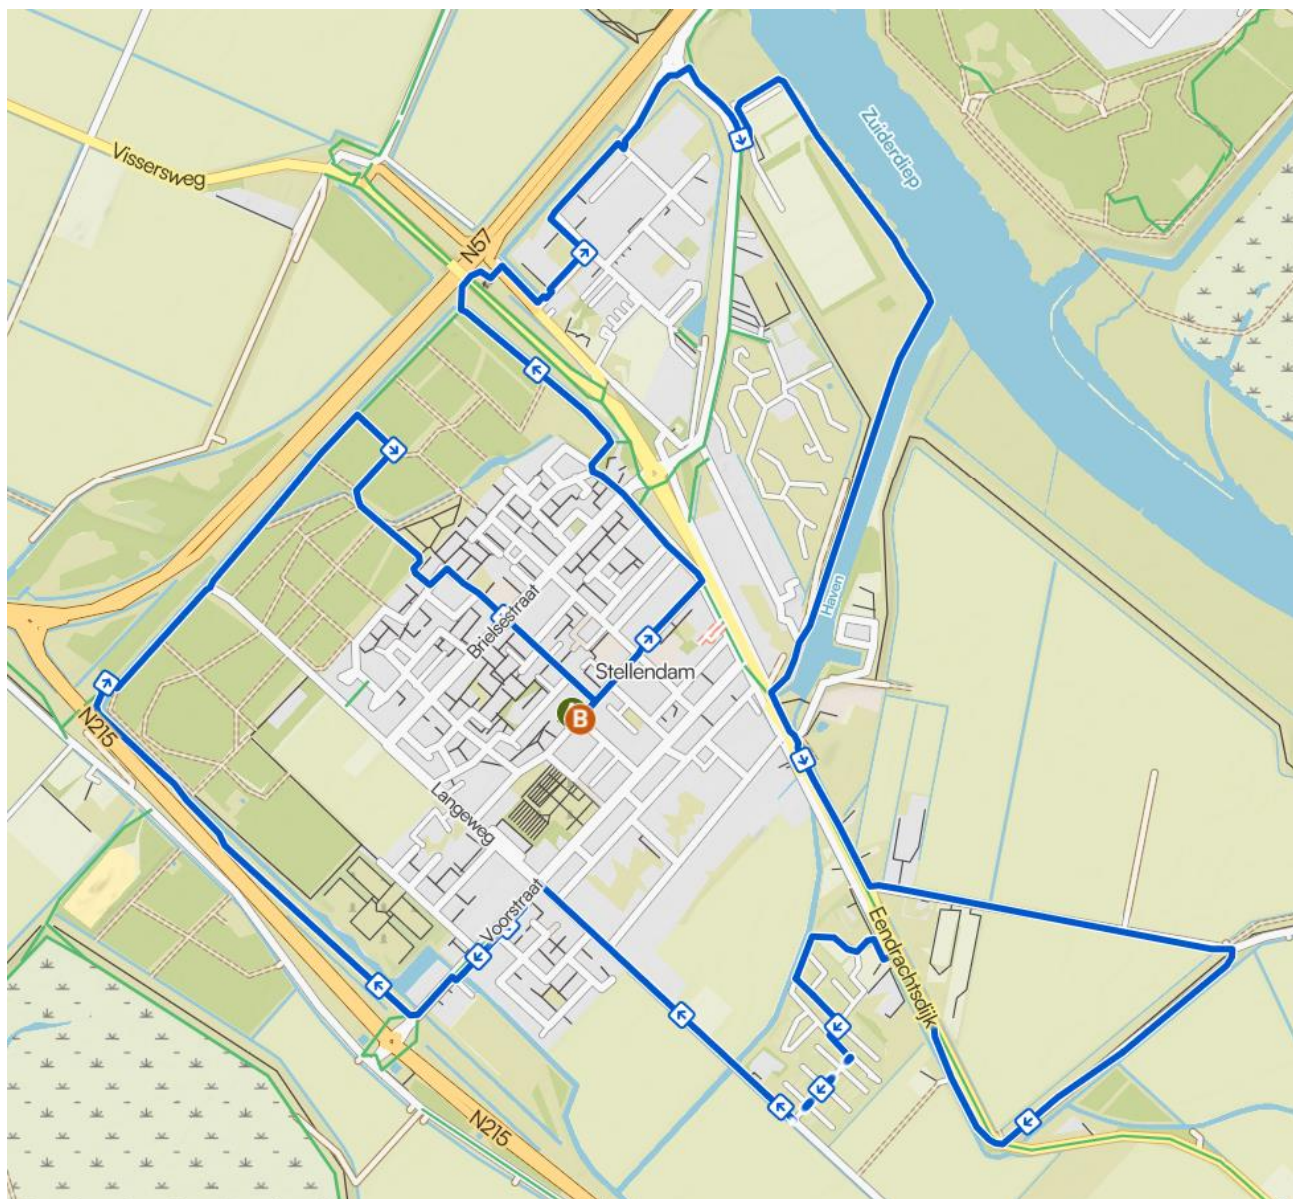 Zuiderdiep
Vissersweg
N57
Haven
Brielsestraat
Stellendam
B
N215
Langeweg
Voorstraat
Eendrachtsdijk
N215